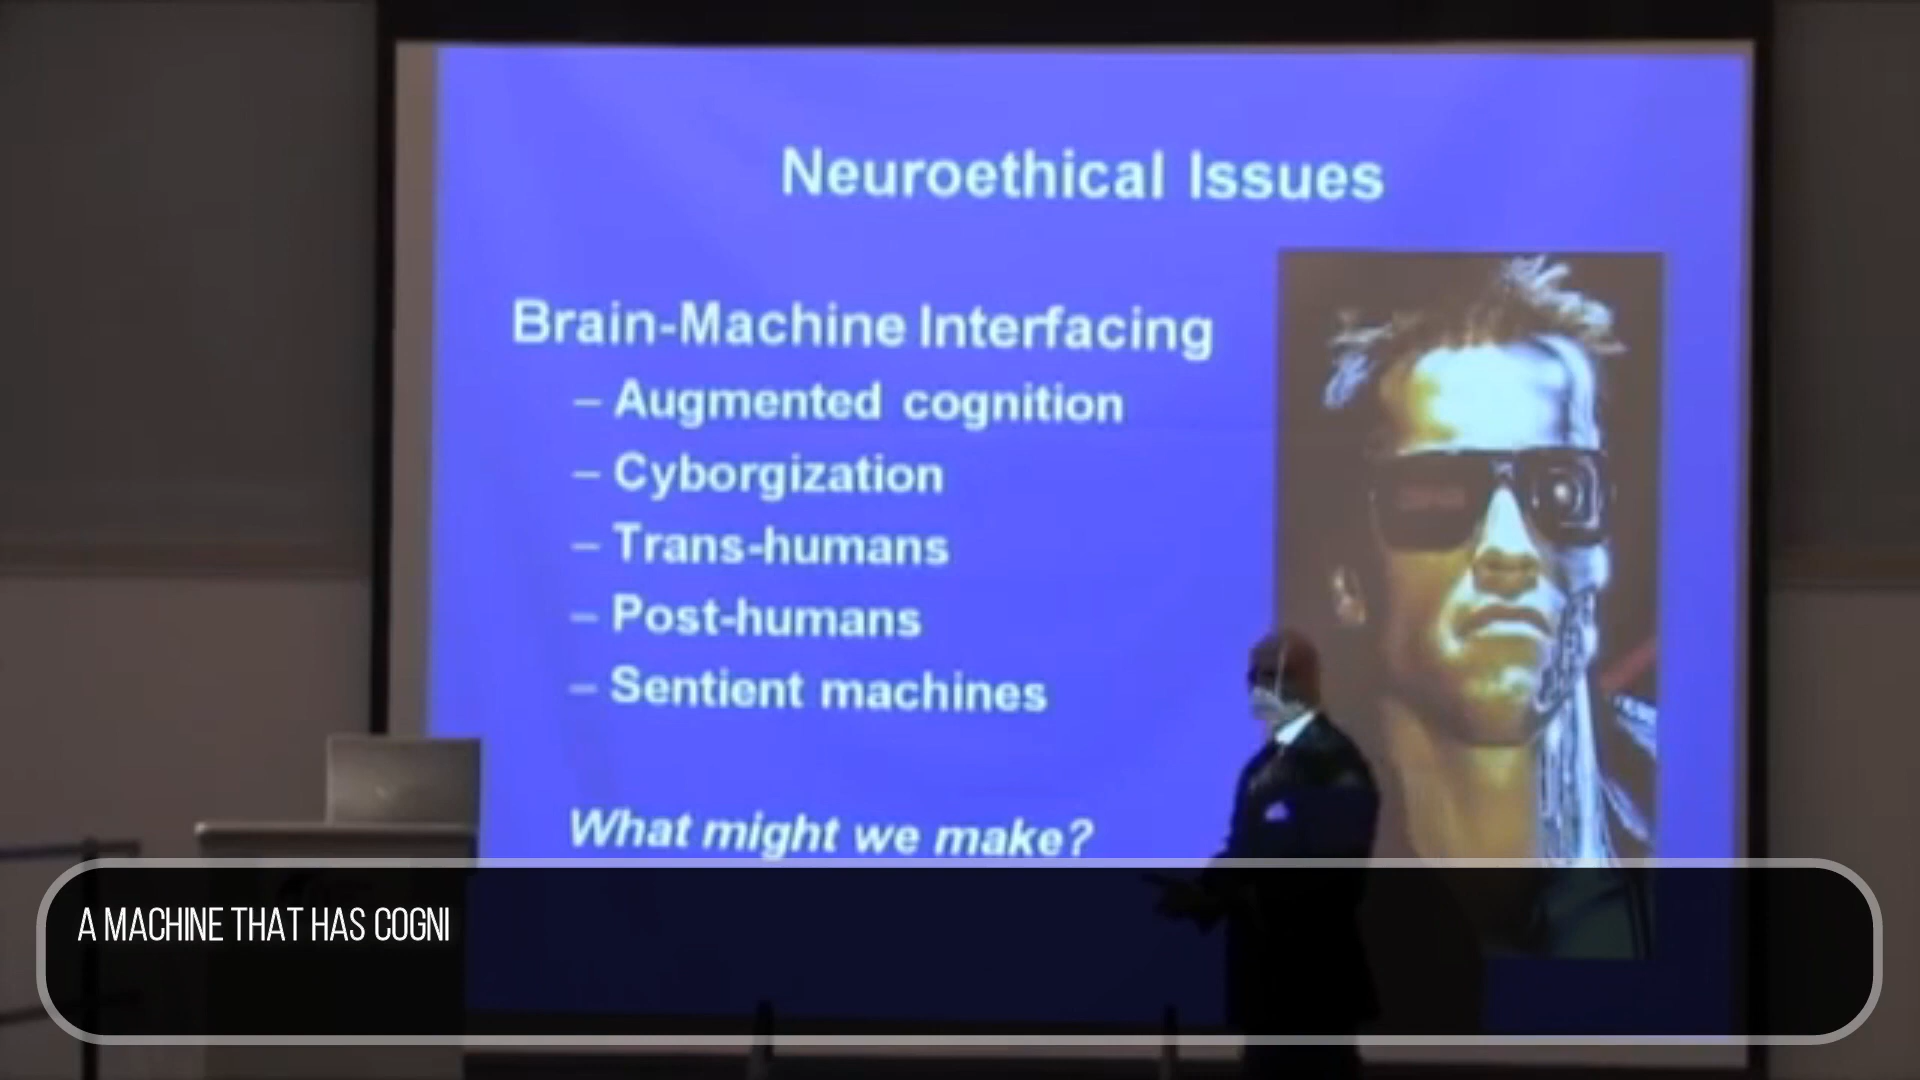 Neuroethical Issues
Brain-Machine Interfacing
– Augmented cognition
– Cyborgization
– Trans-humans
– Post-humans
– Sentient machines
What might we make?
A MACHINE THAT HAS COGNI